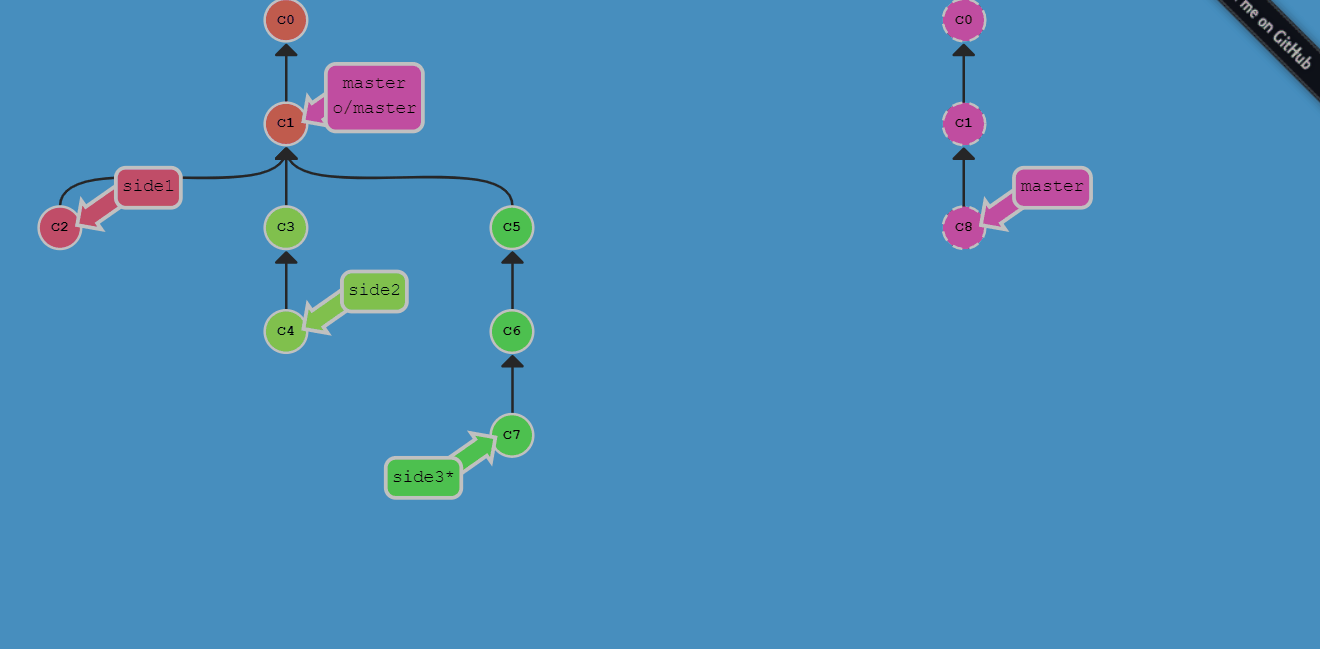 C0
C0
me on GitHub
master
o/master
C1
C1
side1
master
C2
C3
C5
C8
side2
C4
C6
C7
side3*